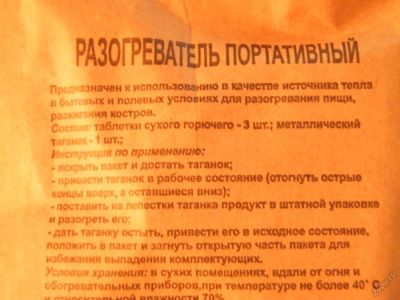 РАЗОГРЕВАТЕЛЬ ПОРТАТИВНЫЙ
Предназначен к использованию в качестве источника тепла
в бытовых и полевых условиях для разогревания пищи,
разжигания костров.
Состав: таблетки сухого горючего - 3 шт.; металлический
таганок - 1 шт.;
Инструкция по применению:
- вскрыть пакет и достать таганок;
- привести таганок в рабочее состояние (отогнуть острые
концы вверх, а оставшиеся вниз);
- поставить на лепестки таганка продукт в штатной упаковке
и разогреть его;
- дать таганку остыть, привести его в исходное состояние,
положить в пакет и загнуть открытую часть пакета для
избежания выпадения комплектующих.
Условия хранения: в сухих помещениях, вдали от огня и
обогревательных приборов,при температуре не более 40° С
и относительной влажности 70%